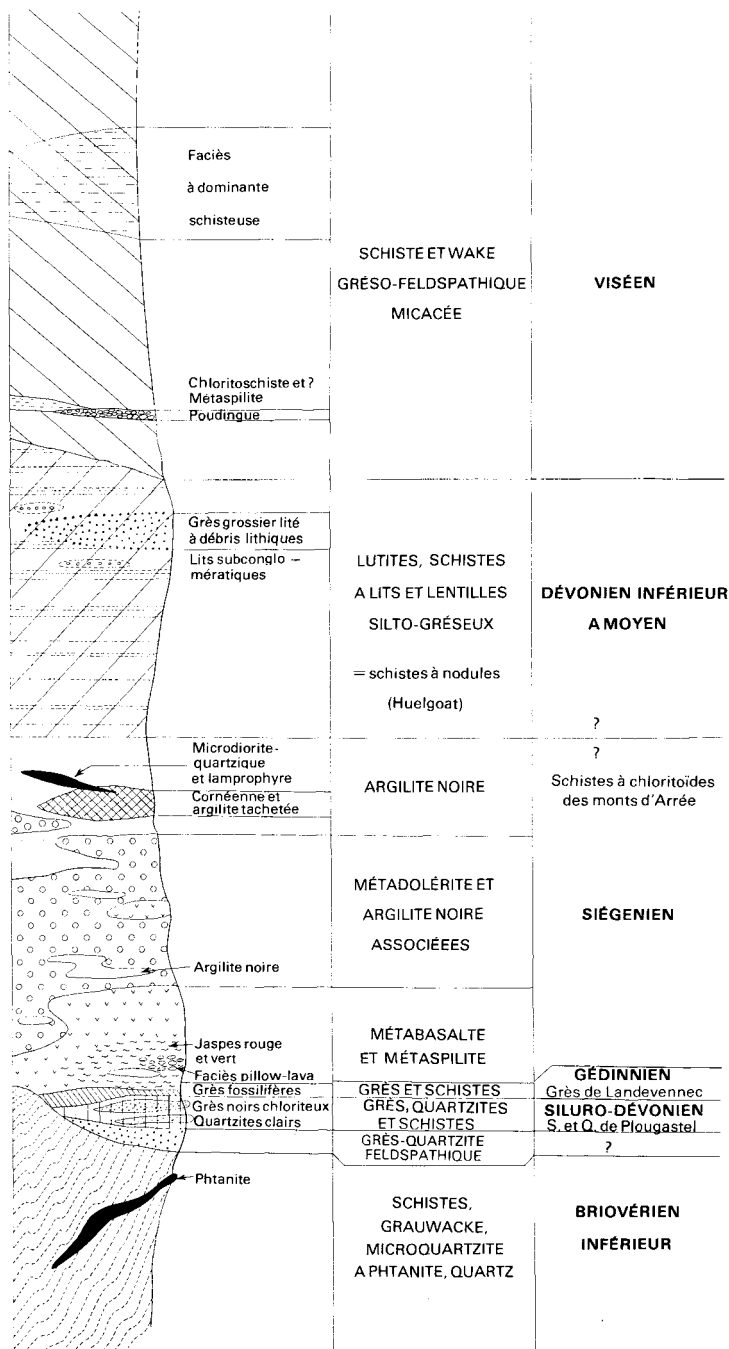 Faciès
à dominante
schisteuse
SCHISTE ET WAKE
GRÉSO-FELDSPATHIQUE
MICACÉE
VISÉEN
Chloritoschiste et ?
Métaspilite
Poudingue
Grès grossier lité
à débris lithiques
Lits subconglo –
mératiques
LUTITES, SCHISTES
A LITS ET LENTILLES
SILTO-GRÉSEUX
= schistes à nodules
(Huelgoat)
DÉVONIEN INFÉRIEUR
A MOYEN
?
?
Microdiorite-
quartzique
et lamprophyre
Cornéenne et
argilite tachetée
ARGILITE NOIRE
Schistes à chloritoïdes
des monts d'Arrée
MÉTADOLÉRITE ET
ARGILITE NOIRE
ASSOCIÉEES
SIÉGENIEN
Argilite noire
Jaspes rouge
et vert
Faciès pillow-lava
MÉTABASALTE
ET MÉTASPILITE
GÉDINNIEN
Grès fossilifères
GRÈS ET SCHISTES
Grès de Landevennec
Grès noirs chloriteux
Quartzites clairs
GRÈS, QUARTZITES
ET SCHISTES
SILURO-DÉVONIEN
S. et Q. de Plougastel
GRÈS-QUARTZITE
FELDSPATHIQUE
?
Phtanite
SCHISTES,
GRAUWACKE,
MICROQUARTZITE
A PHTANITE, QUARTZ
BRIOVÉRIEN
INFÉRIEUR